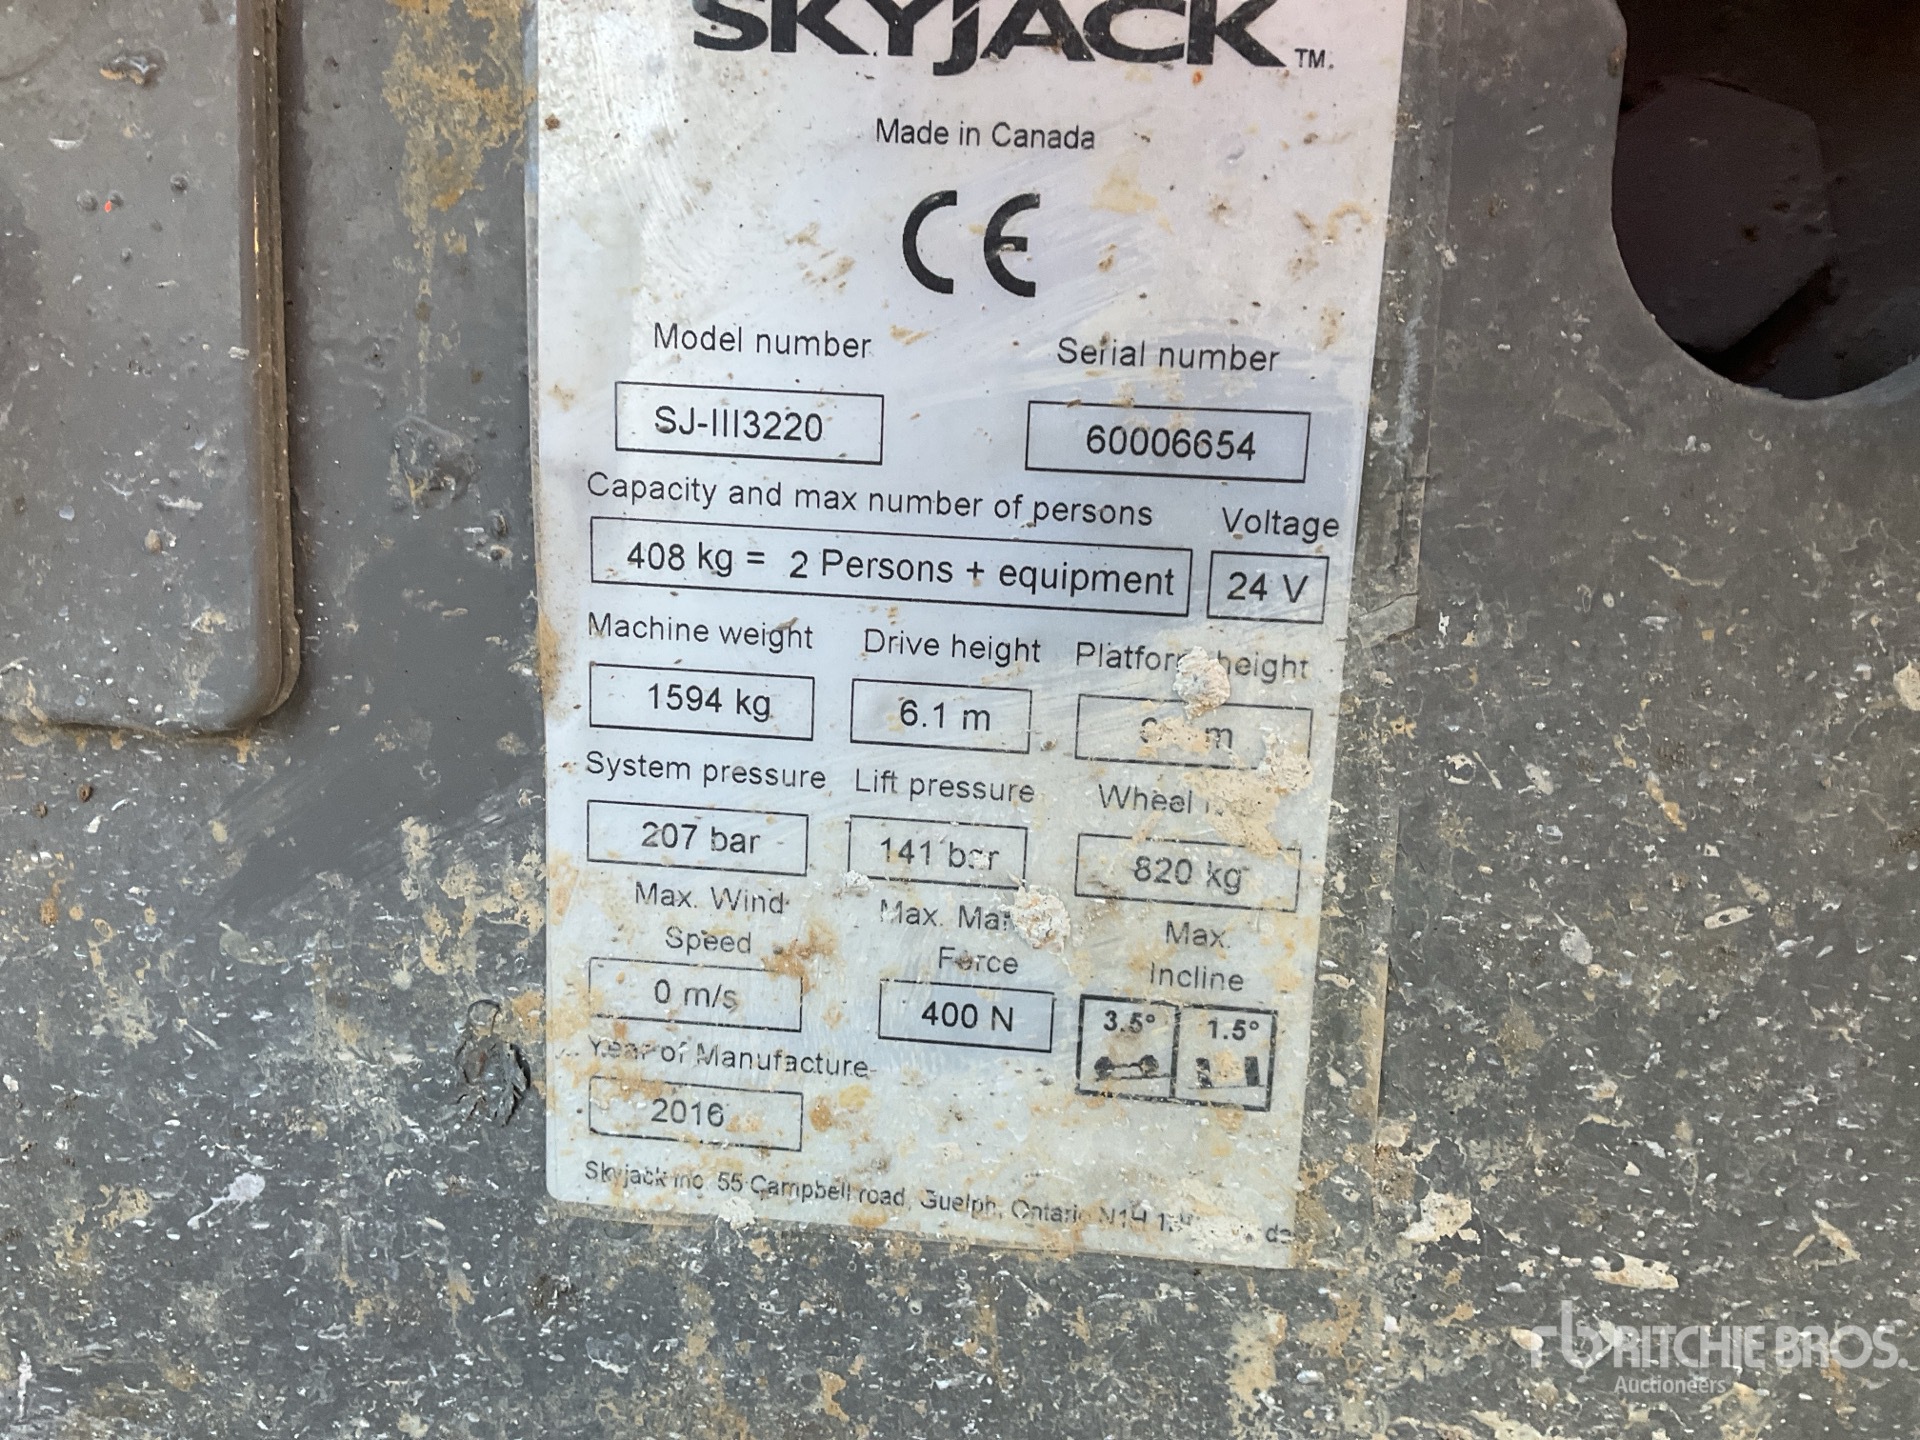 SKYJACK TM.
Made in Canada
CE
Model number Serial number
SJ-III3220 60006654
Capacity and max number of persons Voltage
408 kg = 2 Persons + equipment 24 V
Machine weight Drive height height
1594 kg 6.1 m m
System pressure Lift pressure Wheel
207 bar 141 bar 820 kg
Max. Wind Max. Max.
Speed Force Incline
0 m/s 400 N 3.5° 1.5°
Year of Manufacture
2016
Skyjack inc. 55 Campbell road, Guelph, Ontario N1H
RITCHIE BROS.
Auctioneers